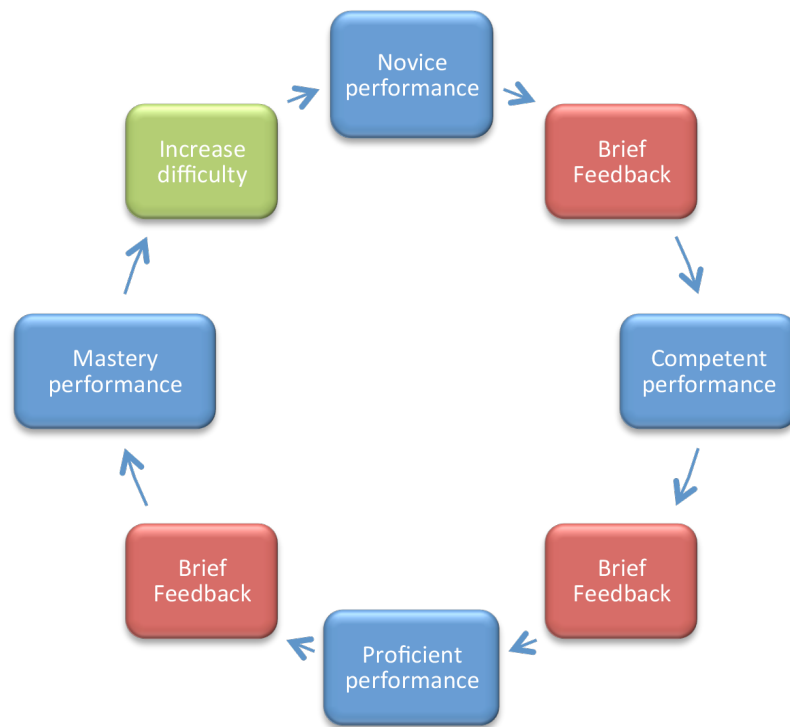 Novice
performance
Brief
Feedback
Competent
performance
Brief
Feedback
Proficient
performance
Brief
Feedback
Mastery
performance
Increase
difficulty